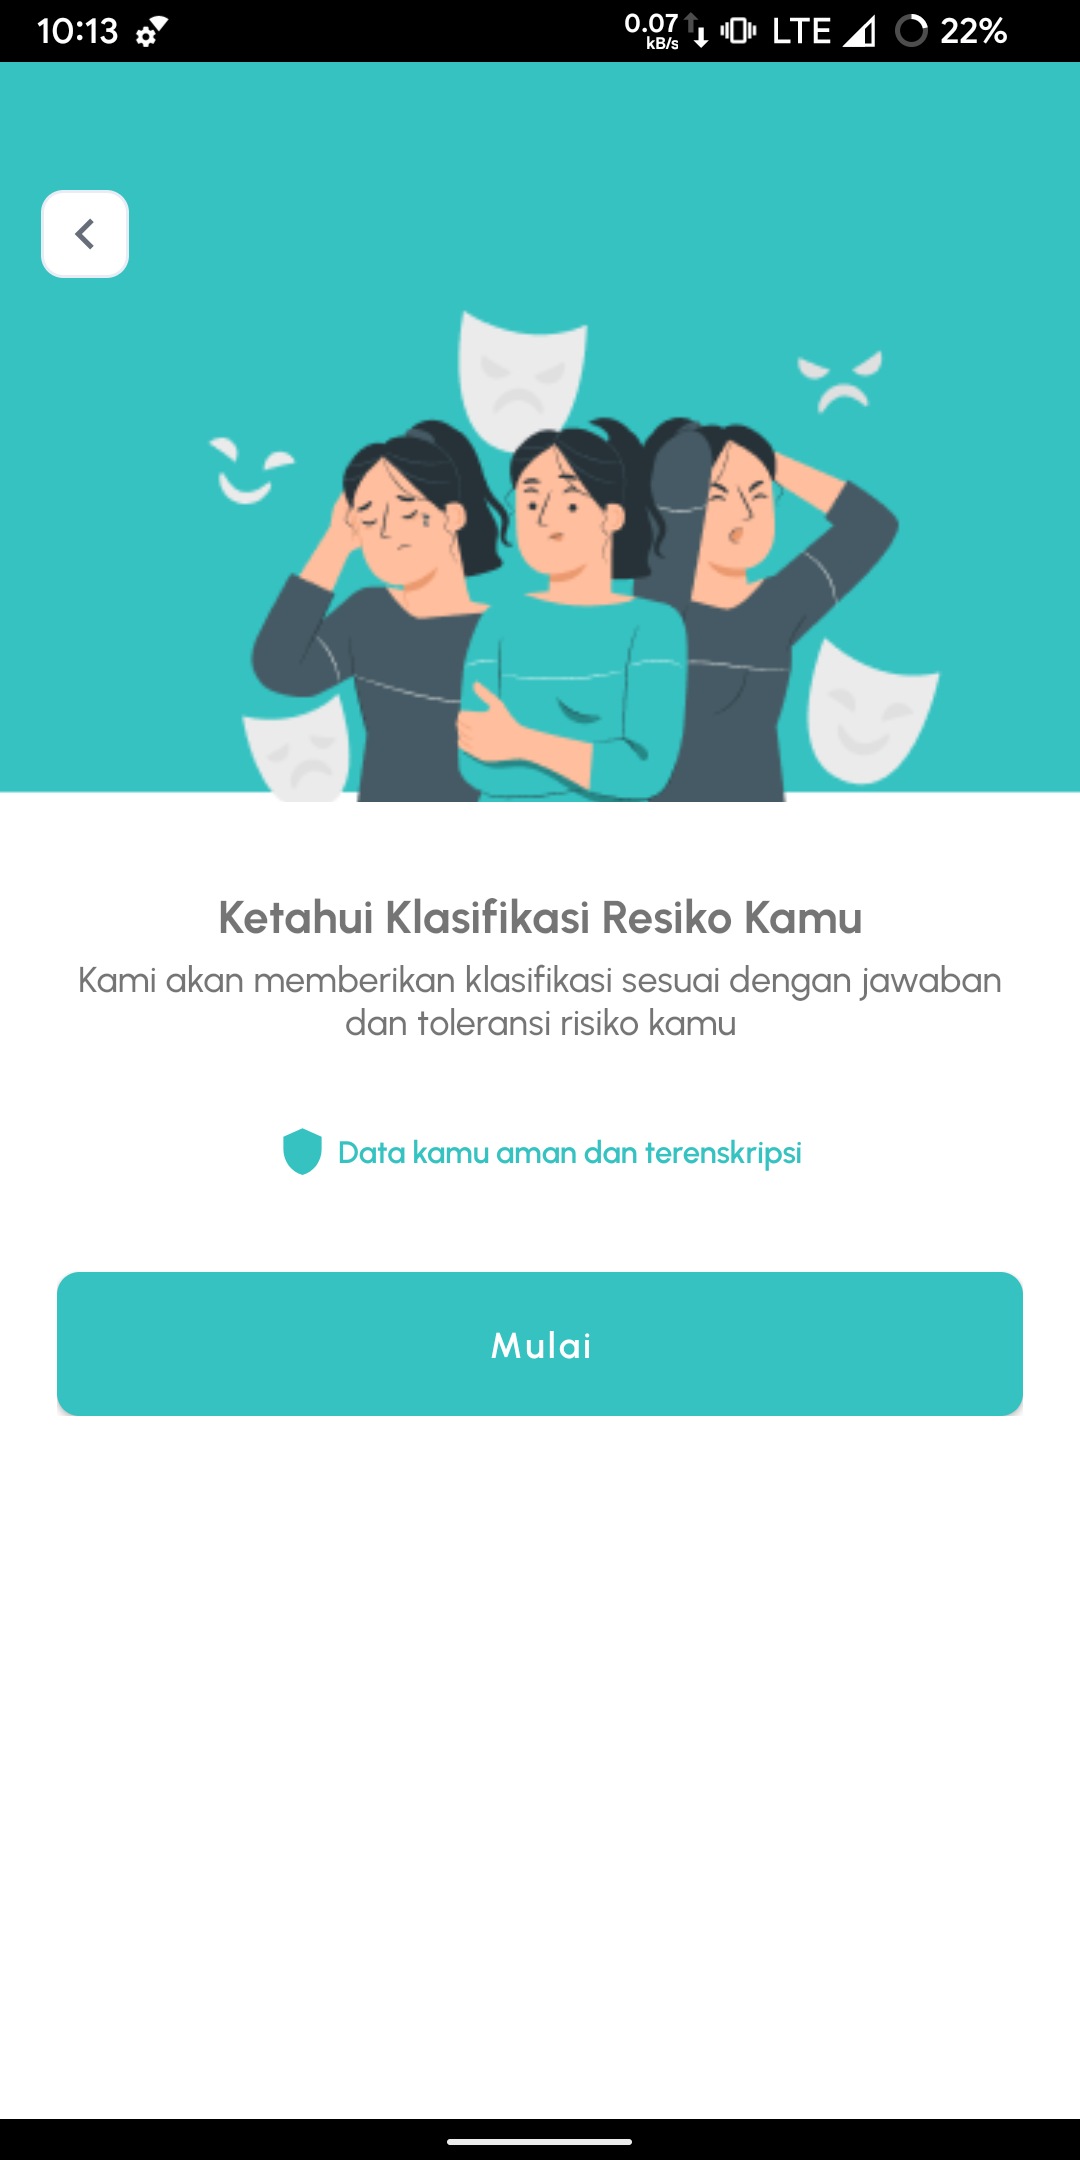 10:13
0.07
kB/s
LTE
22%
Ketahui Klasifikasi Resiko Kamu
Kami akan memberikan klasifikasi sesuai dengan jawaban
dan toleransi risiko kamu
Data kamu aman dan terenskripsi
Mulai